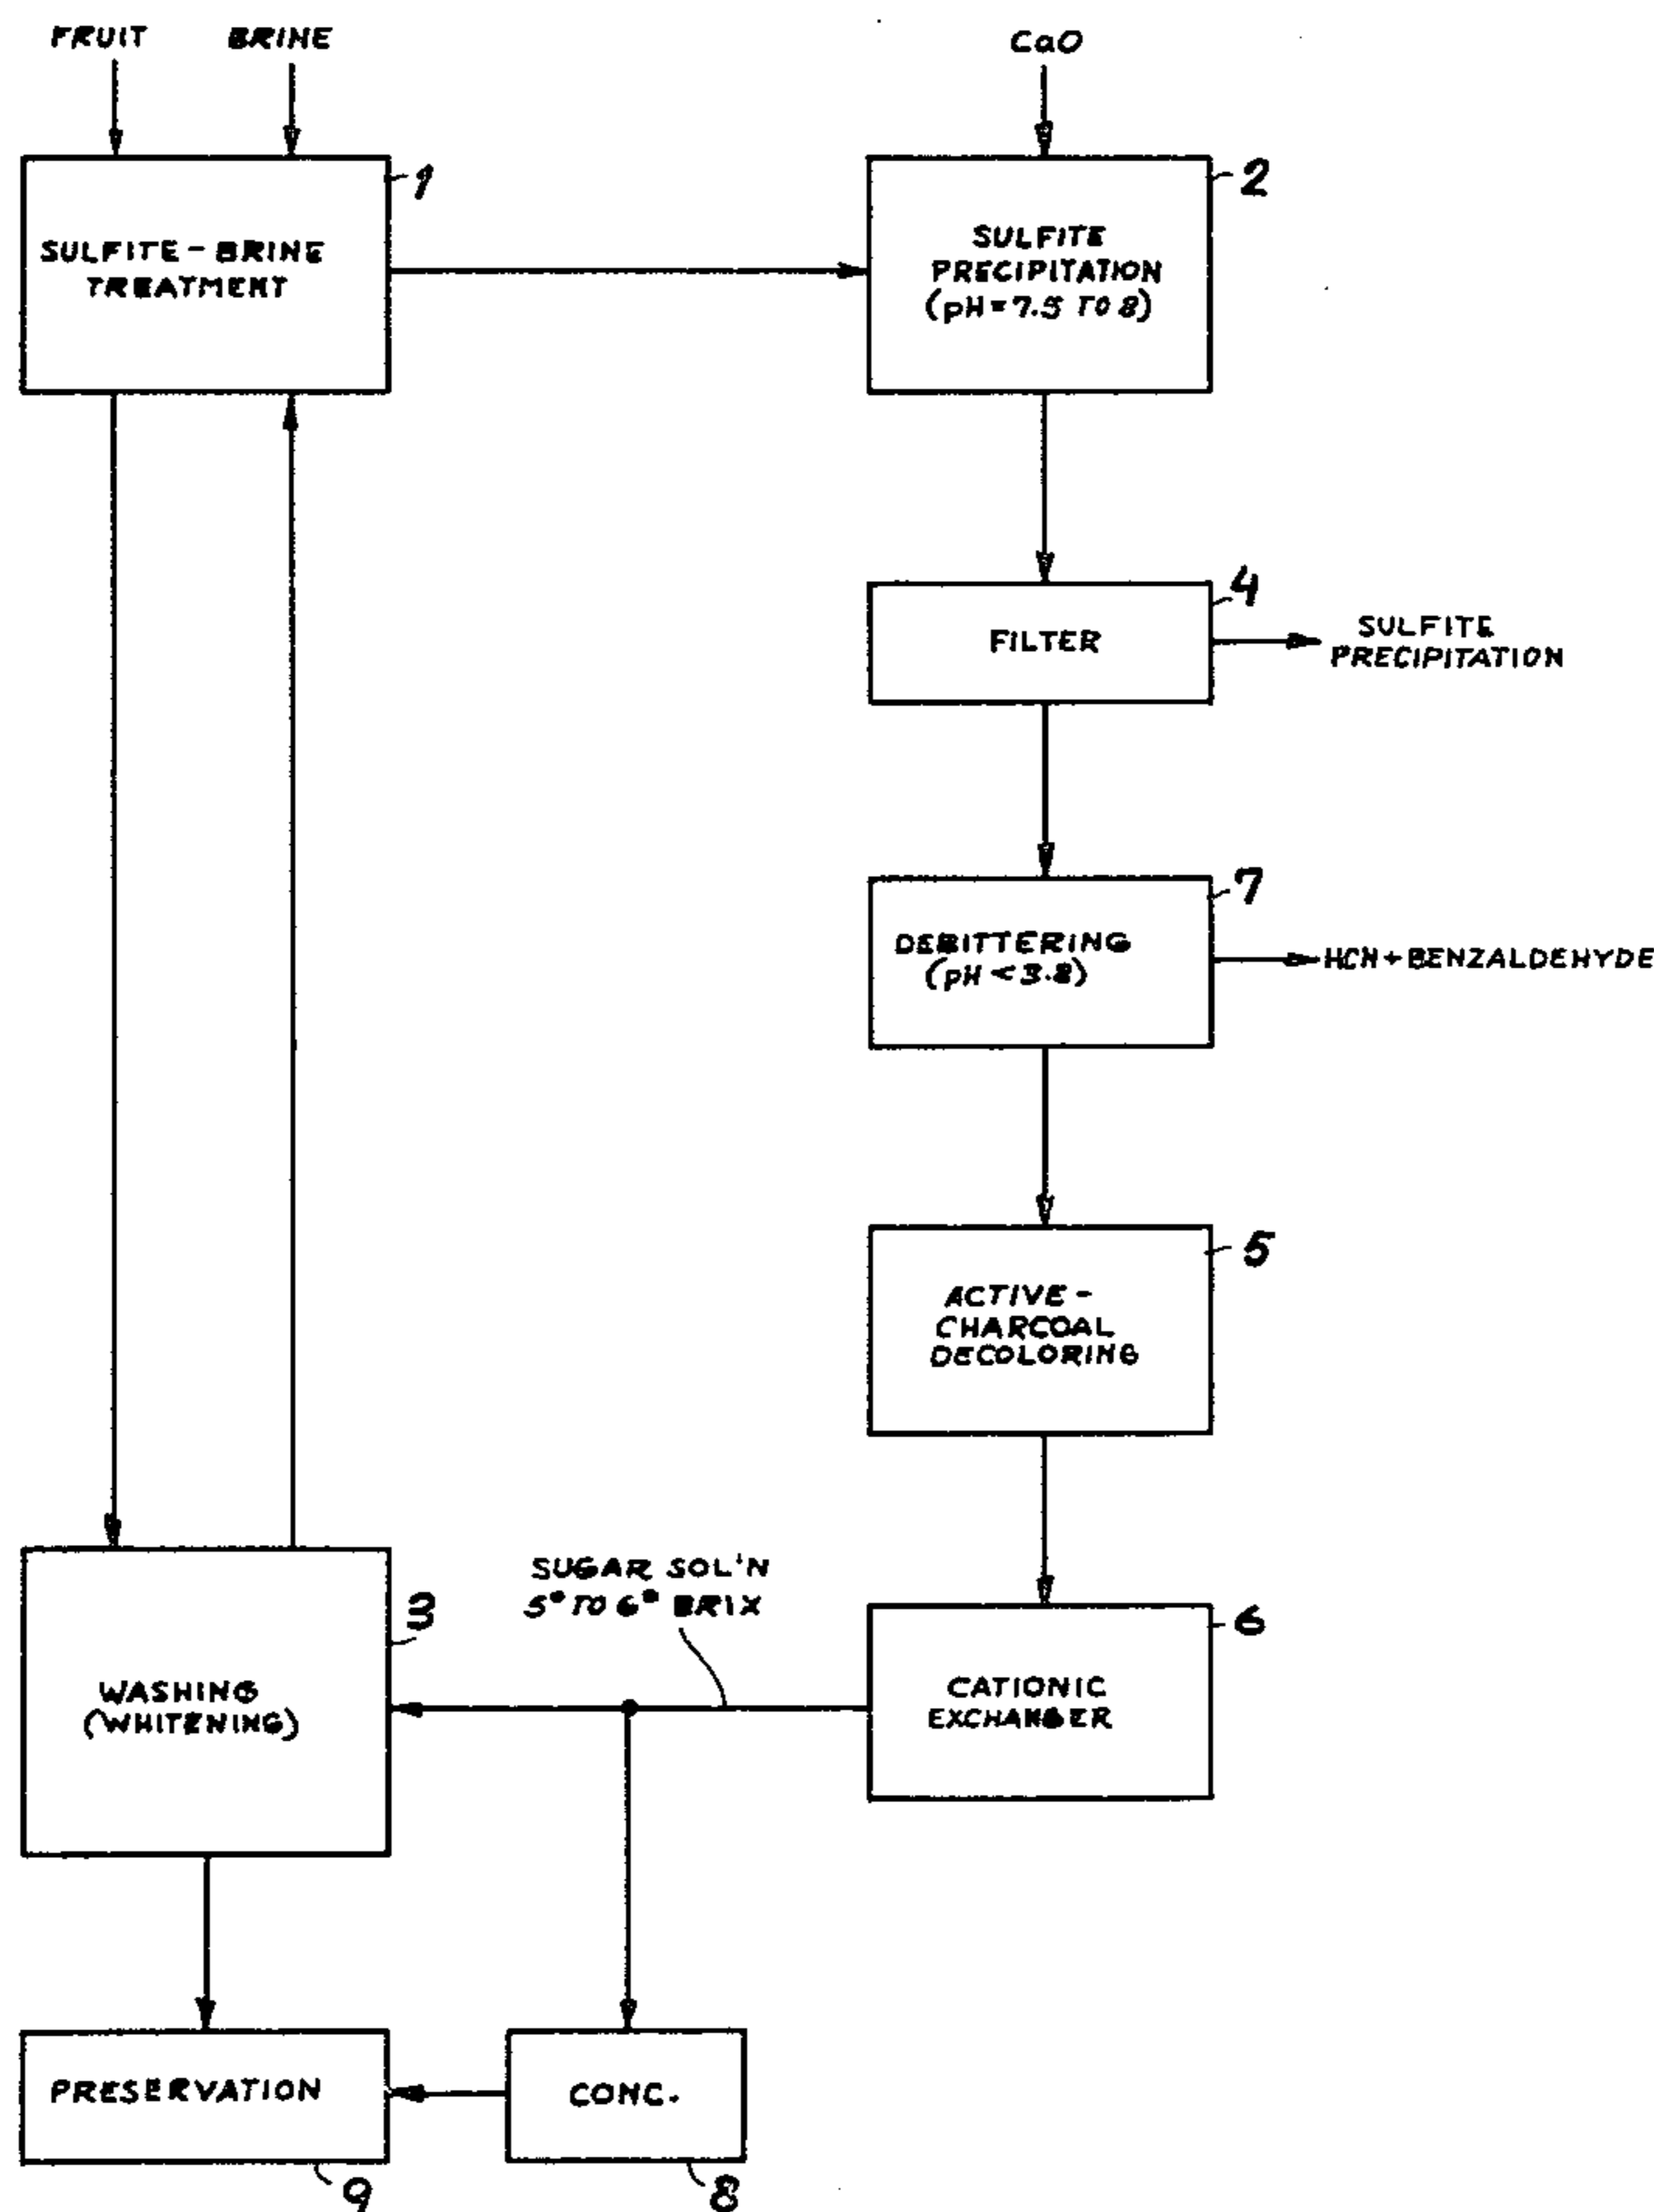 FRUIT
BRINE
CaO
1
2
SULFITE-BRINE
TREATMENT
SULFITE
PRECIPITATION
(pH=7.5 TO 8)
4
FILTER
SULFITE
PRECIPITATION
7
DEBITTERING
(pH<3.8)
HCN+BENZALDEHYDE
5
ACTIVE-
CHARCOAL
DECOLORING
SUGAR SOL'N
5° TO 6° BRIX
3
6
WASHING
(WHITENING)
CATIONIC
EXCHANGER
PRESERVATION
CONC.
9
8